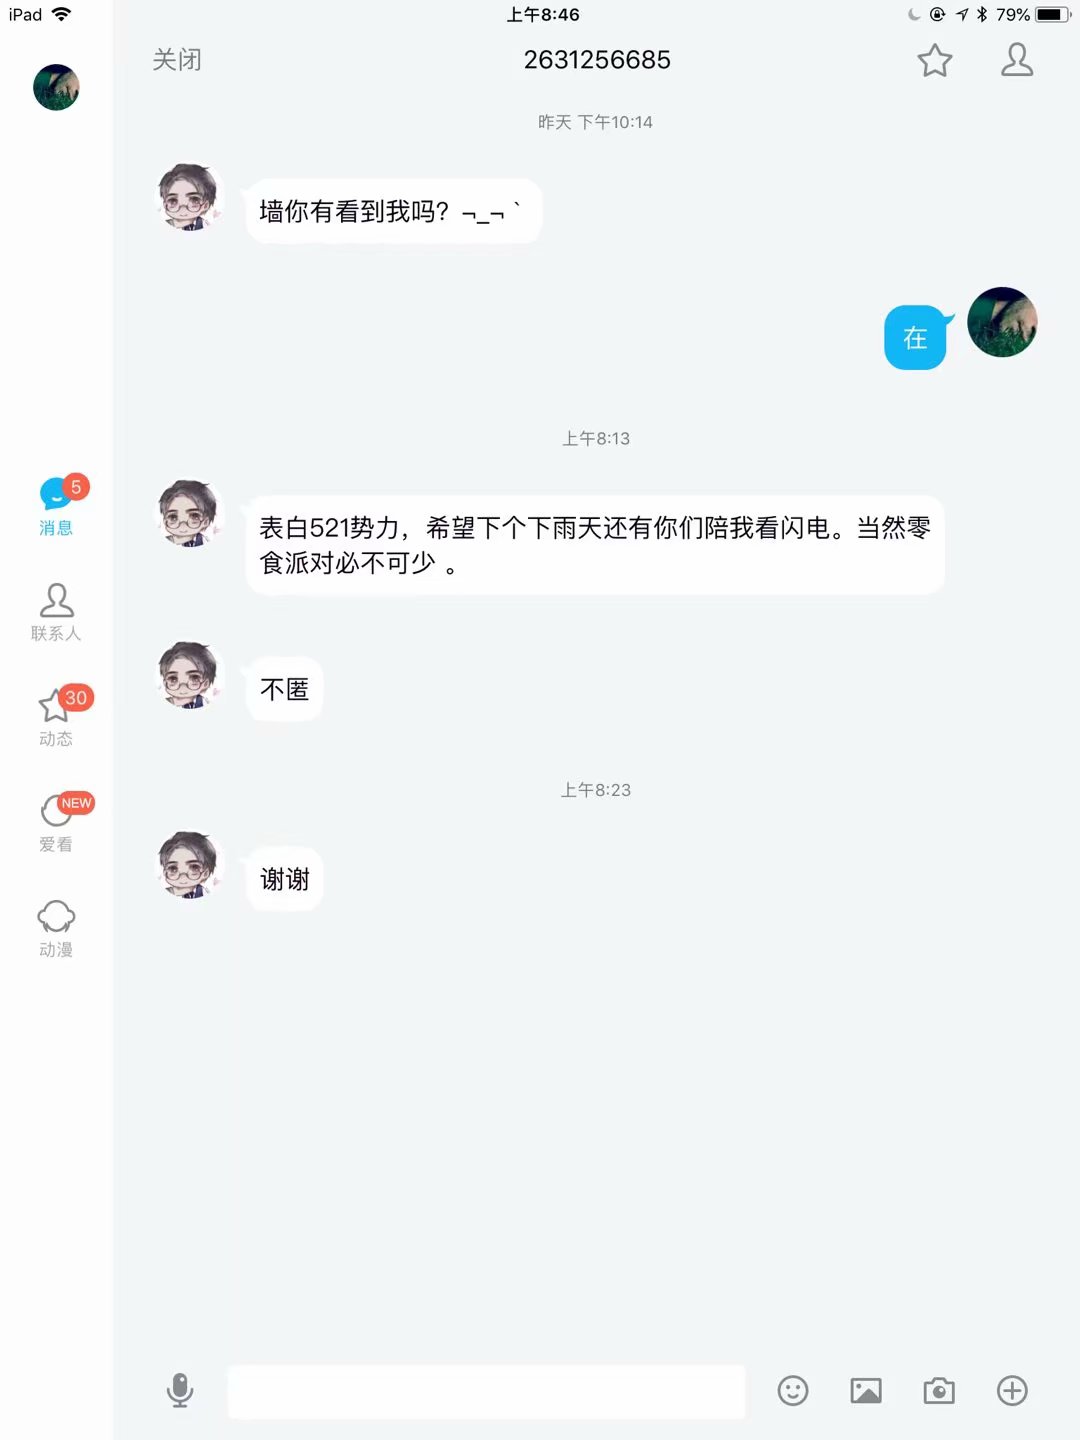 iPad
上午8:46
79%
关闭
2631256685
昨天 下午10:14
墙你有看到我吗？¬_¬ `
在
上午8:13
表白521势力，希望下个下雨天还有你们陪我看闪电。当然零
食派对必不可少 。
不匿
上午8:23
谢谢
5
消息
联系人
30
动态
NEW
爱看
动漫